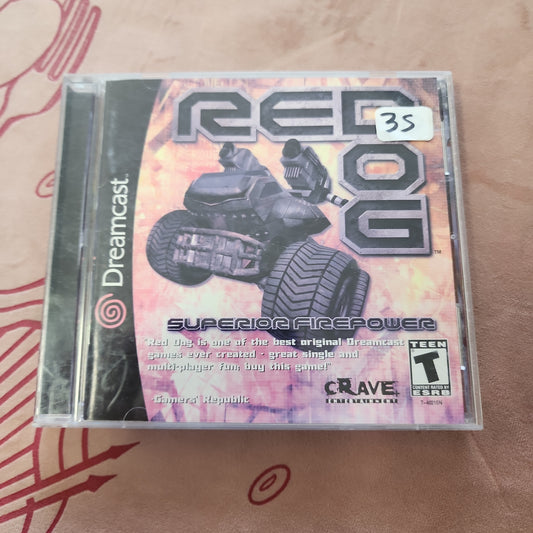 RED
35
DOG
™
Dreamcast.
SUPERIOR FIREPOWER
"Red Dog is one of the best original Dreamcast
games ever created - great single and
multi-player fun; buy this game!"
Gamers' Republic
CRAVE
ENTERTAINMENT
TEEN
T
CONTENT RATED BY
ESRB